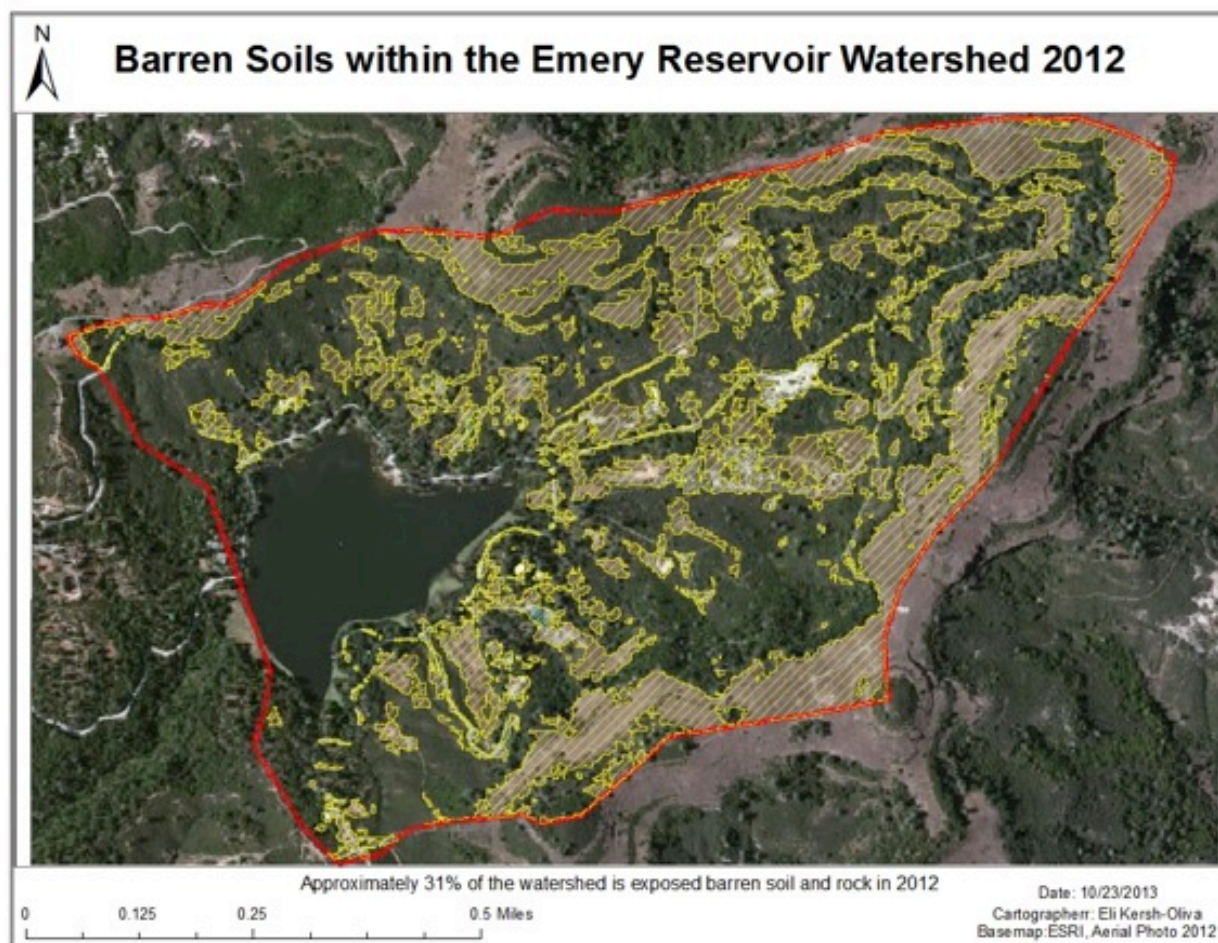 N
Barren Soils within the Emery Reservoir Watershed 2012
Approximately 31% of the watershed is exposed barren soil and rock in 2012
0 0.125 0.25 0.5 Miles
Date: 10/23/2013
Cartographerr: Eli Kersh-Oliva
Basemap:ESRI, Aerial Photo 2012